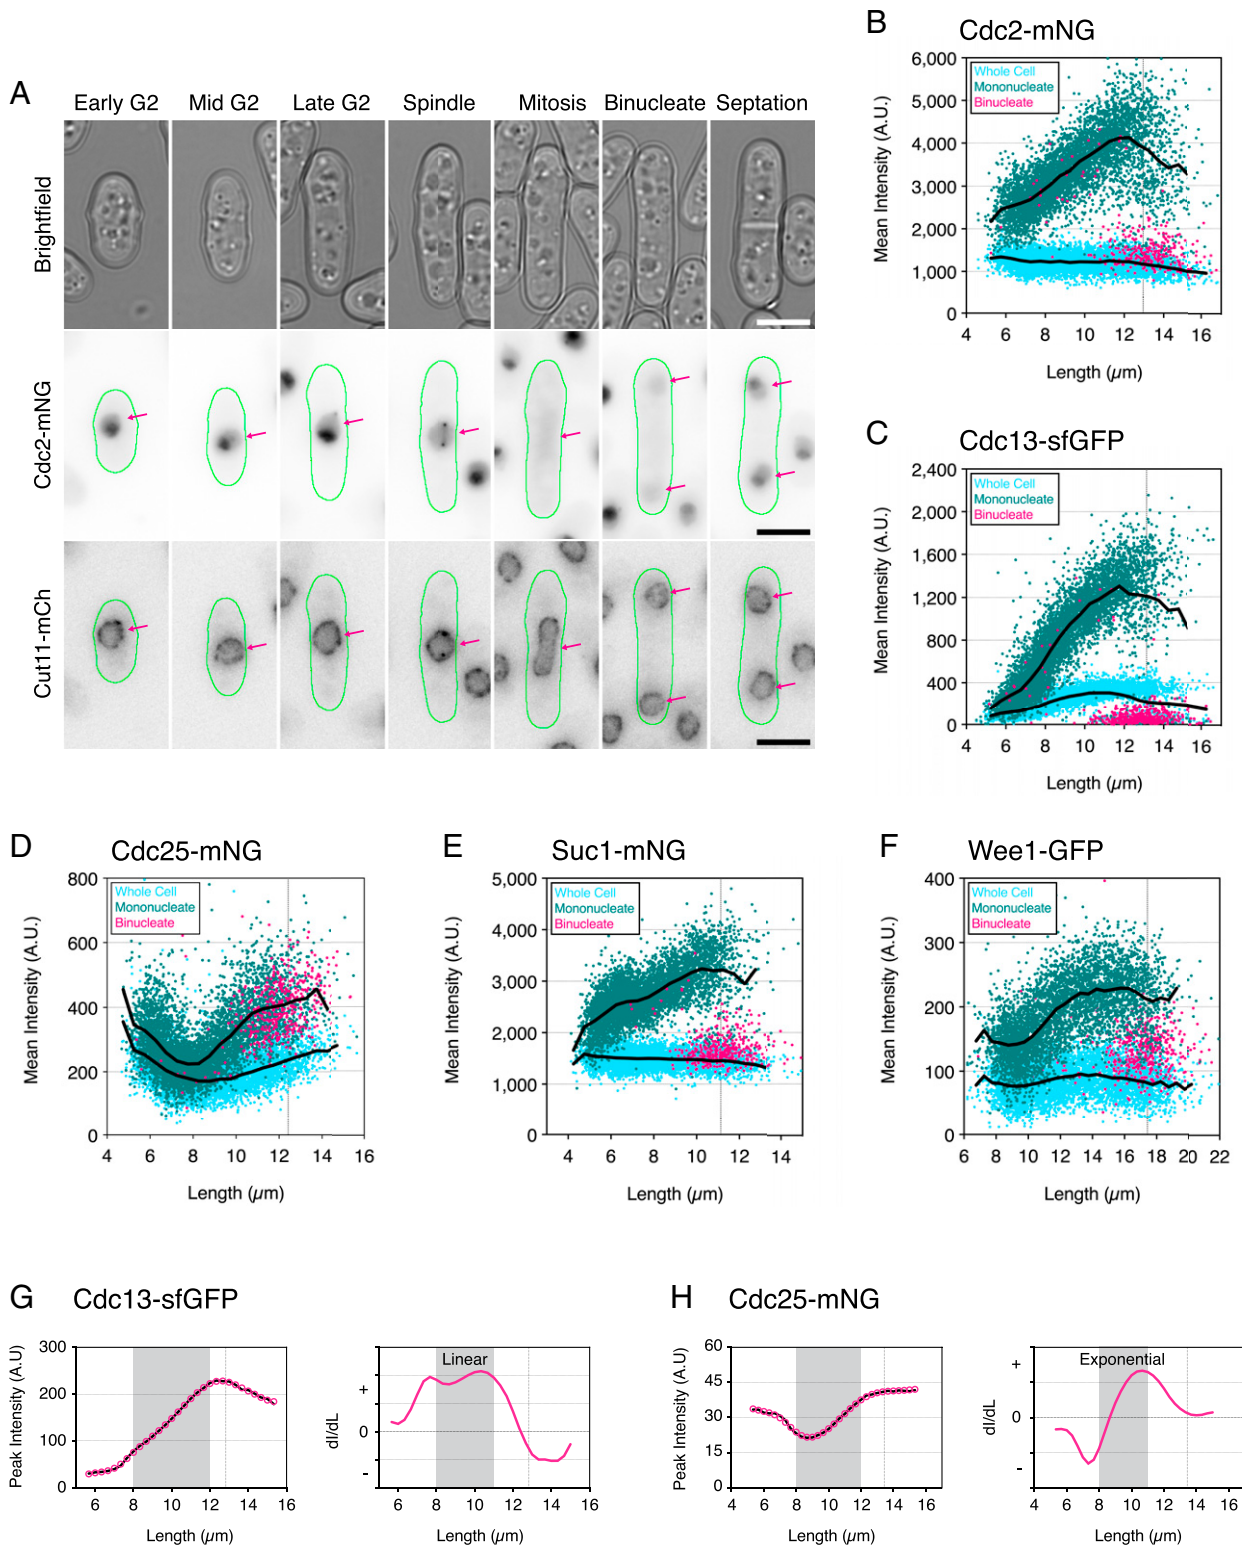 A
Early G2 Mid G2 Late G2 Spindle Mitosis Binucleate Septation
Brightfield
Cdc2-mNG
Cut11-mCh
B Cdc2-mNG
Whole Cell
Mononucleate
Binucleate
Mean Intensity (A.U.)
6,000
5,000
4,000
3,000
2,000
1,000
0
4 6 8 10 12 14 16
Length (µm)
C Cdc13-sfGFP
Whole Cell
Mononucleate
Binucleate
Mean Intensity (A.U.)
2,400
2,000
1,600
1,200
800
400
0
4 6 8 10 12 14 16
Length (µm)
D Cdc25-mNG
Whole Cell
Mononucleate
Binucleate
Mean Intensity (A.U.)
800
600
400
200
0
4 6 8 10 12 14 16
Length (µm)
E Suc1-mNG
Whole Cell
Mononucleate
Binucleate
Mean Intensity (A.U.)
5,000
4,000
3,000
2,000
1,000
0
4 6 8 10 12 14
Length (µm)
F Wee1-GFP
Whole Cell
Mononucleate
Binucleate
Mean Intensity (A.U.)
400
300
200
100
0
6 8 10 12 14 16 18 20 22
Length (µm)
G Cdc13-sfGFP
Peak Intensity (A.U)
300
200
100
0
6 8 10 12 14 16
Length (µm)
Linear
dI/dL
+
0
-
6 8 10 12 14 16
Length (µm)
H Cdc25-mNG
Peak Intensity (A.U)
60
45
30
15
0
4 6 8 10 12 14 16
Length (µm)
Exponential
dI/dL
+
0
-
4 6 8 10 12 14 16
Length (µm)